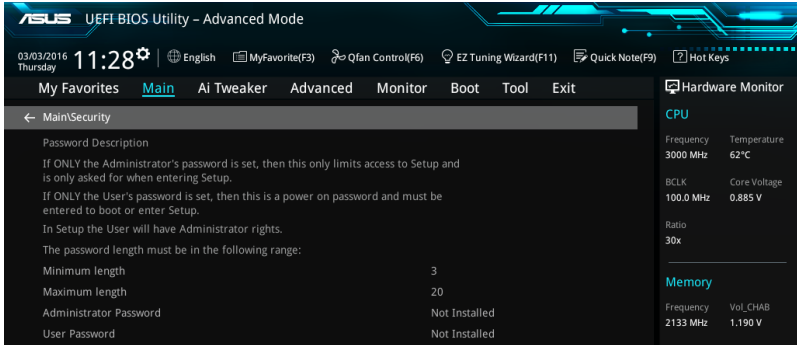 ASUS UEFI BIOS Utility – Advanced Mode
03/03/2016
Thursday
11:28
English
MyFavorite(F3)
Qfan Control(F6)
EZ Tuning Wizard(F11)
Quick Note(F9)
? Hot Keys
My Favorites Main Ai Tweaker Advanced Monitor Boot Tool Exit
Hardware Monitor
← Main\Security
Password Description
If ONLY the Administrator's password is set, then this only limits access to Setup and
is only asked for when entering Setup.
If ONLY the User's password is set, then this is a power on password and must be
entered to boot or enter Setup.
In Setup the User will have Administrator rights.
The password length must be in the following range:
Minimum length 3
Maximum length 20
Administrator Password Not Installed
User Password Not Installed
CPU
Frequency Temperature
3000 MHz 62°C
BCLK Core Voltage
100.0 MHz 0.885 V
Ratio
30x
Memory
Frequency Vol_CHAB
2133 MHz 1.190 V